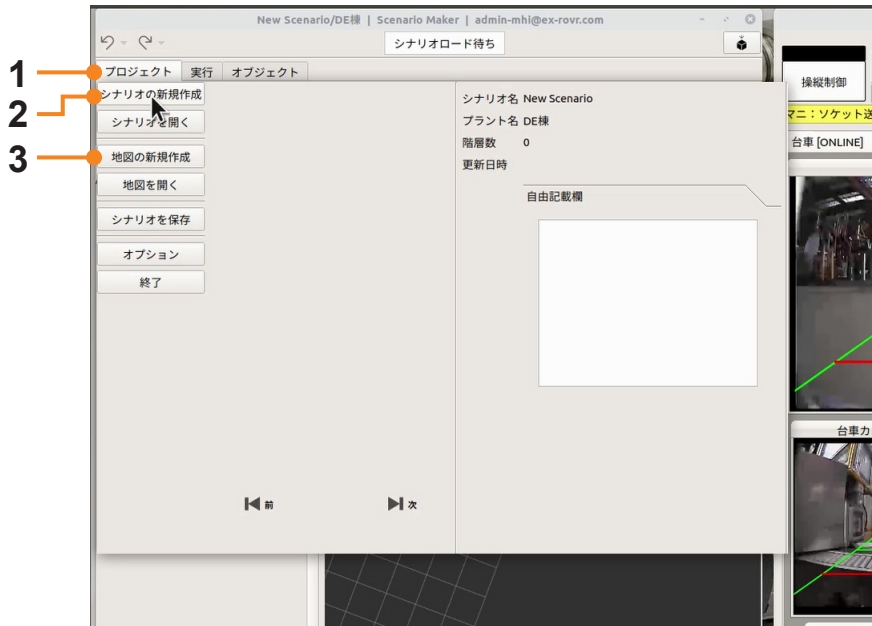 New Scenario/DE棟 | Scenario Maker | admin-mhi@ex-rovr.com
シナリオロード待ち
1
プロジェクト 実行 オブジェクト
2
シナリオの新規作成
シナリオを開く
3
地図の新規作成
地図を開く
シナリオを保存
オプション
終了
シナリオ名 New Scenario
プラント名 DE棟
階層数 0
更新日時
自由記載欄
前 次
操縦制御
マニ:ソケット送
台車 [ONLINE]
台車カ